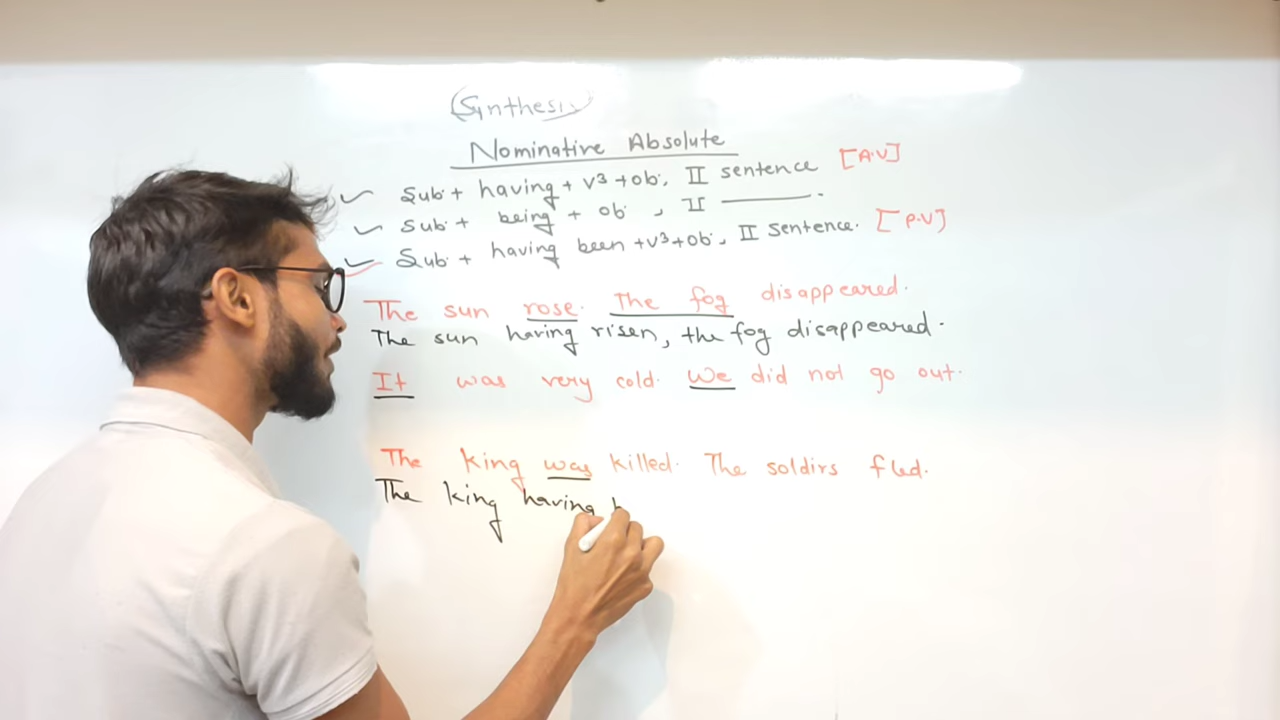 (Synthesis)
Nominative Absolute
Sub + having + v3 + ob, II sentence [A.V]
Sub + being + ob, II ———.
Sub + having been + v3 + ob, II Sentence. [P.V]
The sun rose. The fog disappeared.
The sun having risen, the fog disappeared.
It was very cold. We did not go out.
The king was killed. The soldirs fled.
The king having b